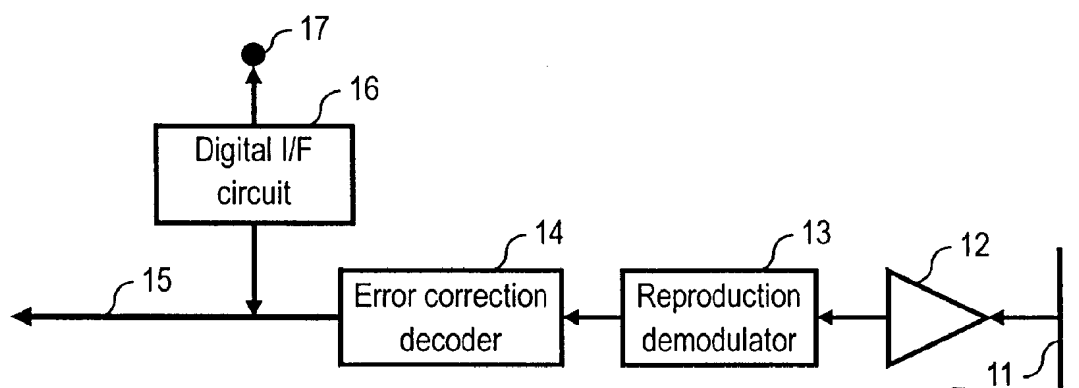 17
16
Digital I/F
circuit
15
14
Error correction
decoder
13
Reproduction
demodulator
12
11